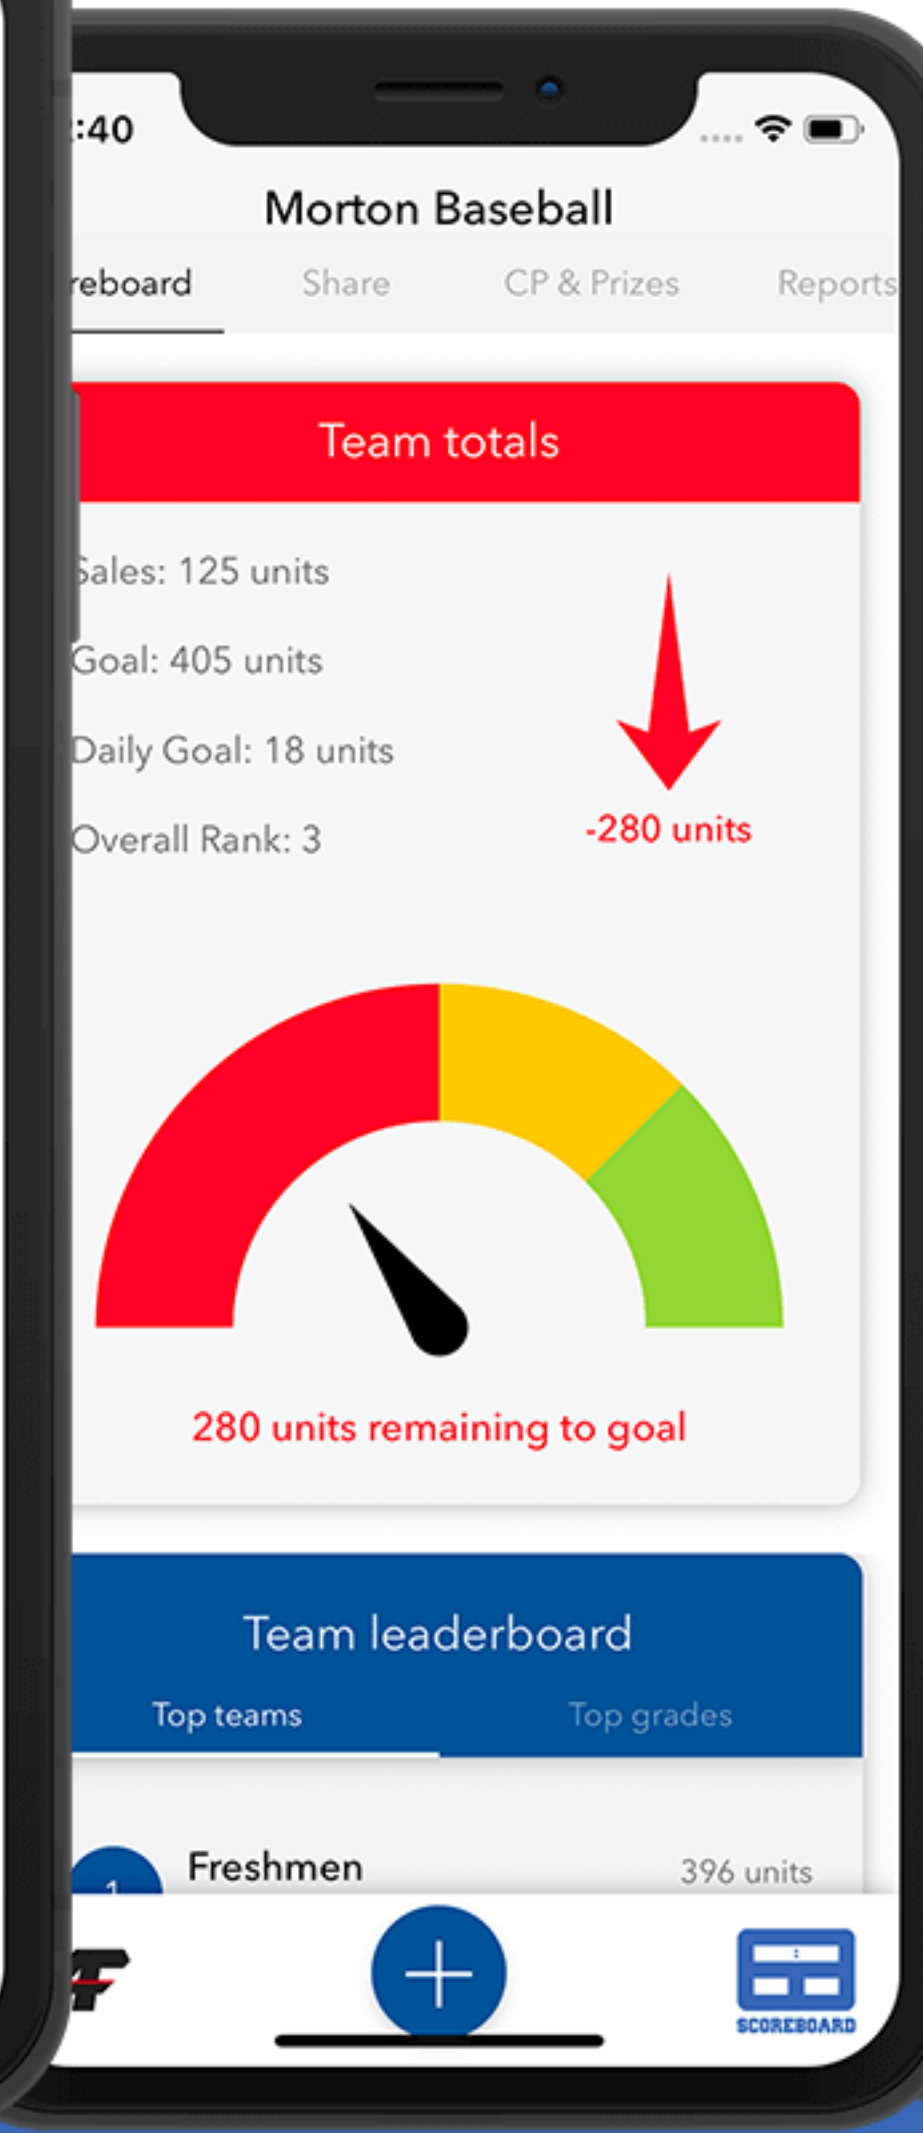 :40
Morton Baseball
reboard Share CP & Prizes Reports
Team totals
Sales: 125 units
Goal: 405 units
Daily Goal: 18 units
Overall Rank: 3
-280 units
280 units remaining to goal
Team leaderboard
Top teams Top grades
1 Freshmen 396 units
SCOREBOARD